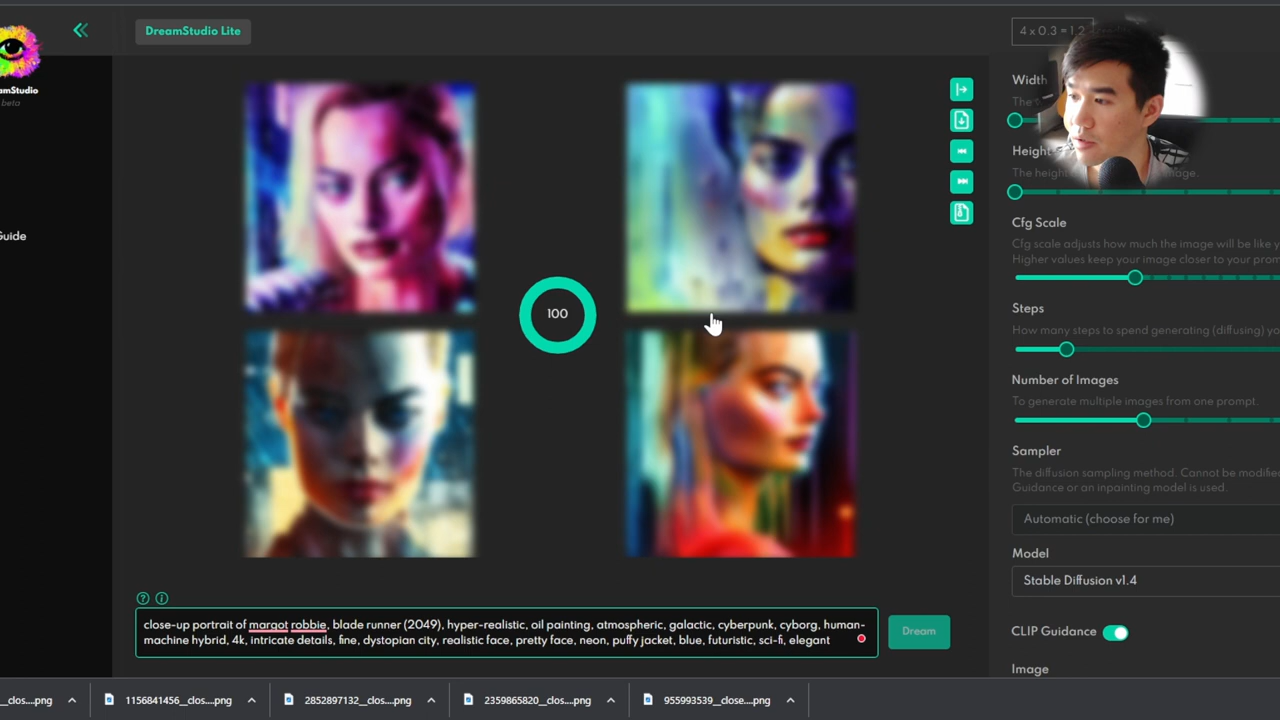 DreamStudio Lite
4 x 0.3 = 1.2
amStudio
beta
Guide
Width
The
Height
The height
image.
Cfg Scale
Cfg scale adjusts how much the image will be like y
Higher values keep your image closer to your prom
Steps
How many steps to spend generating (diffusing) yo
Number of Images
To generate multiple images from one prompt.
Sampler
The diffusion sampling method. Cannot be modifie
Guidance or an inpainting model is used.
Automatic (choose for me)
Model
Stable Diffusion v1.4
CLIP Guidance
Image
100
close-up portrait of margot robbie, blade runner (2049), hyper-realistic, oil painting, atmospheric, galactic, cyberpunk, cyborg, human-
machine hybrid, 4k, intricate details, fine, dystopian city, realistic face, pretty face, neon, puffy jacket, blue, futuristic, sci-fi, elegant
Dream
_clos....png
1156841456_clos....png
2852897132_clos....png
2359865820_clos....png
955993539_close....png